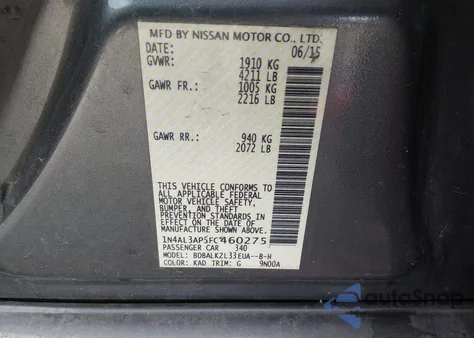 MFD BY NISSAN MOTOR CO., LTD.
DATE: 06/15
GVWR: 1910 KG
4211 LB
GAWR FR.: 1005 KG
2216 LB
GAWR RR.: 940 KG
2072 LB
THIS VEHICLE CONFORMS TO
ALL APPLICABLE FEDERAL
MOTOR VEHICLE SAFETY,
BUMPER, AND THEFT
PREVENTION STANDARDS IN
EFFECT ON THE DATE OF
MANUFACTURE SHOWN ABOVE.
1N4AL3AP5FC460275
PASSENGER CAR 340
MODEL: BDBALKZL33EUA--B-H
COLOR: KAD TRIM: G 9N00A
AutoSnap